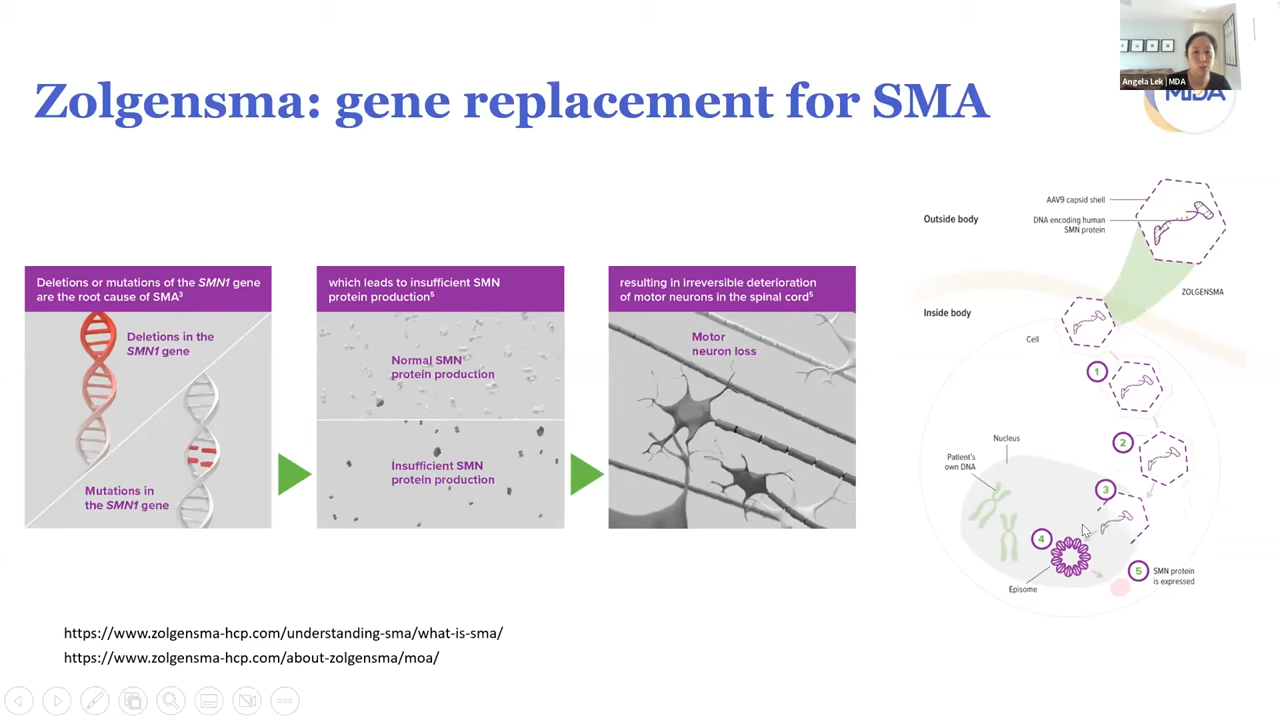 Angela Lek | MDA
MDA
Zolgensma: gene replacement for SMA
Deletions or mutations of the SMN1 gene
are the root cause of SMA³
Deletions in the
SMN1 gene
Mutations in
the SMN1 gene
which leads to insufficient SMN
protein production⁵
Normal SMN
protein production
Insufficient SMN
protein production
resulting in irreversible deterioration
of motor neurons in the spinal cord⁵
Motor
neuron loss
Outside body
AAV9 capsid shell
DNA encoding human
SMN protein
ZOLGENSMA
Inside body
Cell
1
2
Nucleus
Patient's
own DNA
3
4
5
SMN protein
is expressed
Episome
https://www.zolgensma-hcp.com/understanding-sma/what-is-sma/
https://www.zolgensma-hcp.com/about-zolgensma/moa/